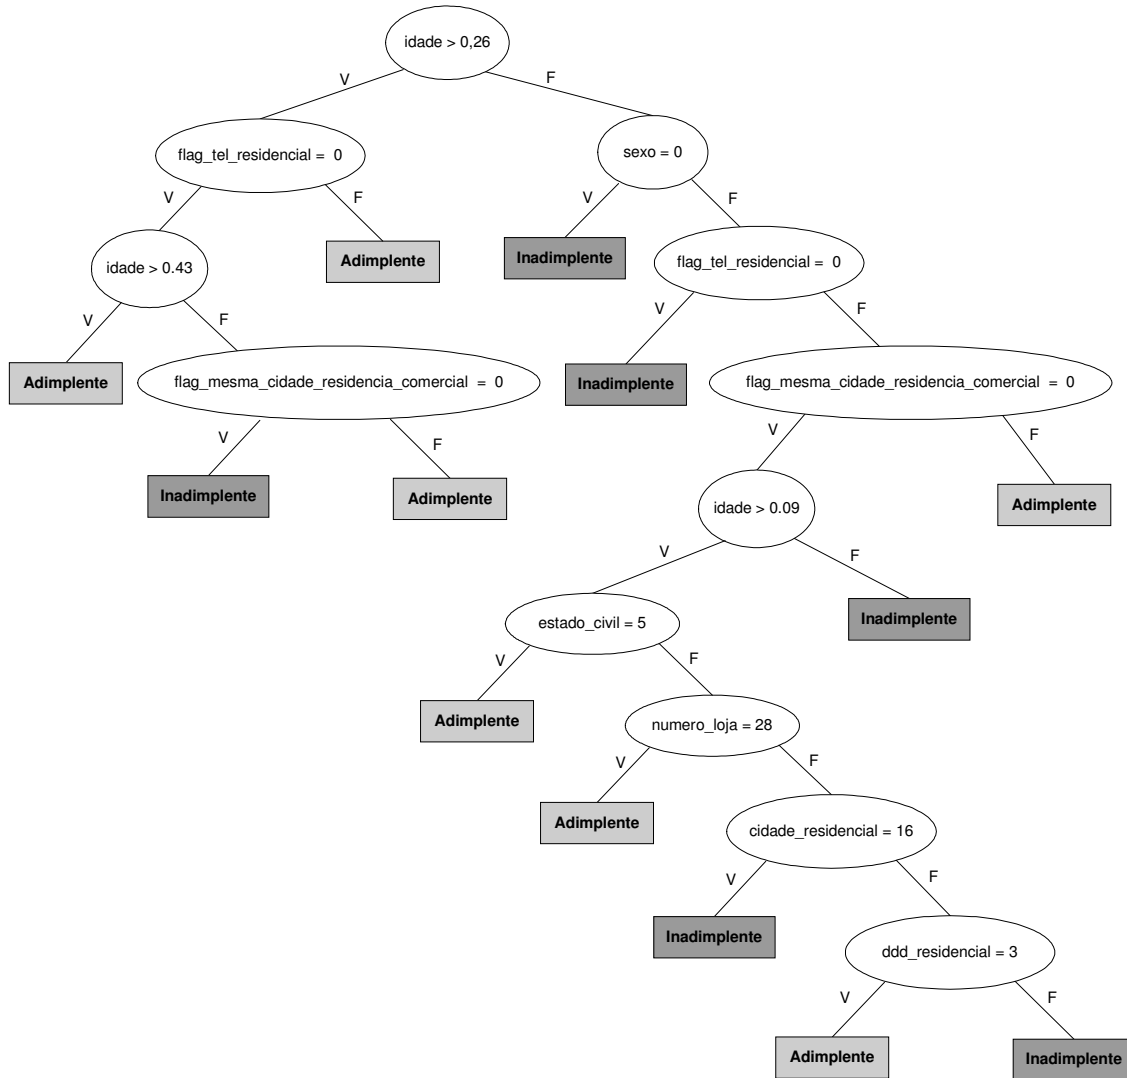 idade > 0,26
V
F
flag_tel_residencial = 0
sexo = 0
V
F
V
F
idade > 0.43
Adimplente
Inadimplente
flag_tel_residencial = 0
V
F
V
F
Adimplente
flag_mesma_cidade_residencia_comercial = 0
Inadimplente
flag_mesma_cidade_residencia_comercial = 0
V
F
V
F
Inadimplente
Adimplente
idade > 0.09
Adimplente
V
F
estado_civil = 5
Inadimplente
V
F
Adimplente
numero_loja = 28
V
F
Adimplente
cidade_residencial = 16
V
F
Inadimplente
ddd_residencial = 3
V
F
Adimplente
Inadimplente